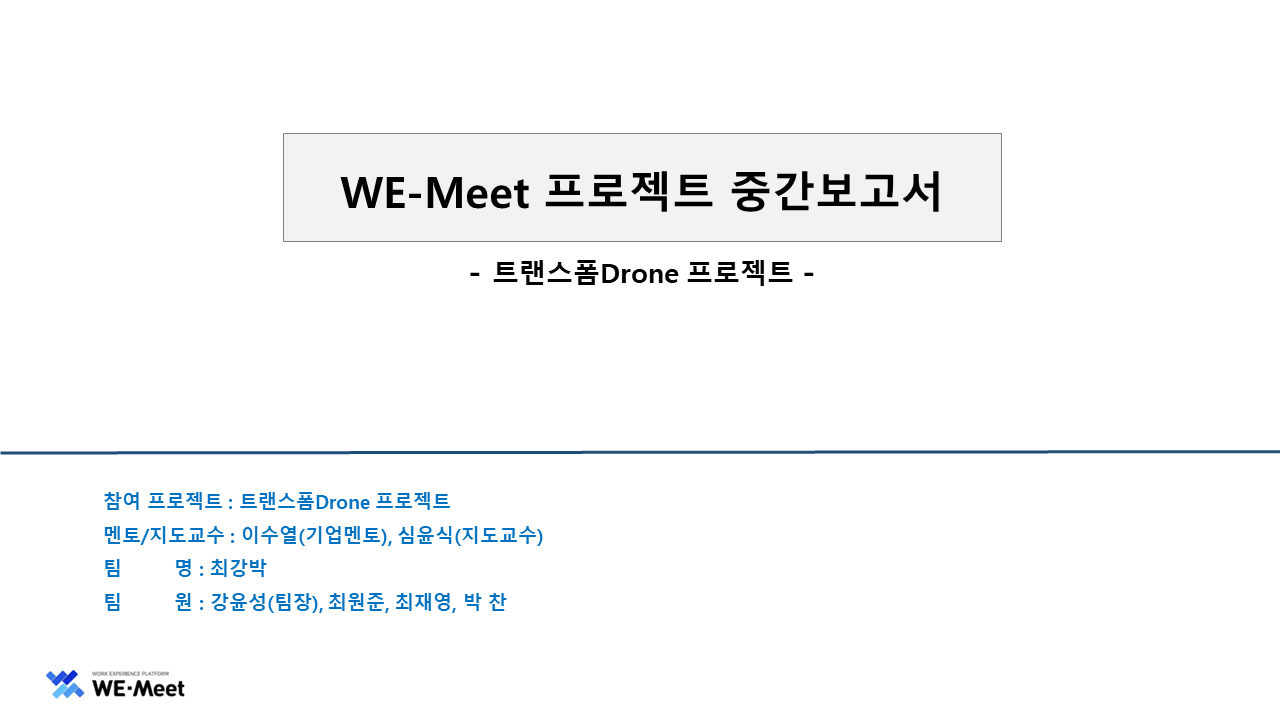 WE-Meet 프로젝트 중간보고서
- 트랜스폼Drone 프로젝트 -
참여 프로젝트 : 트랜스폼Drone 프로젝트
멘토/지도교수 : 이수열(기업멘토), 심윤식(지도교수)
팀 명 : 최강박
팀 원 : 강윤성(팀장), 최원준, 최재영, 박 찬
WORK EXPERIENCE PLATFORM
WE-Meet